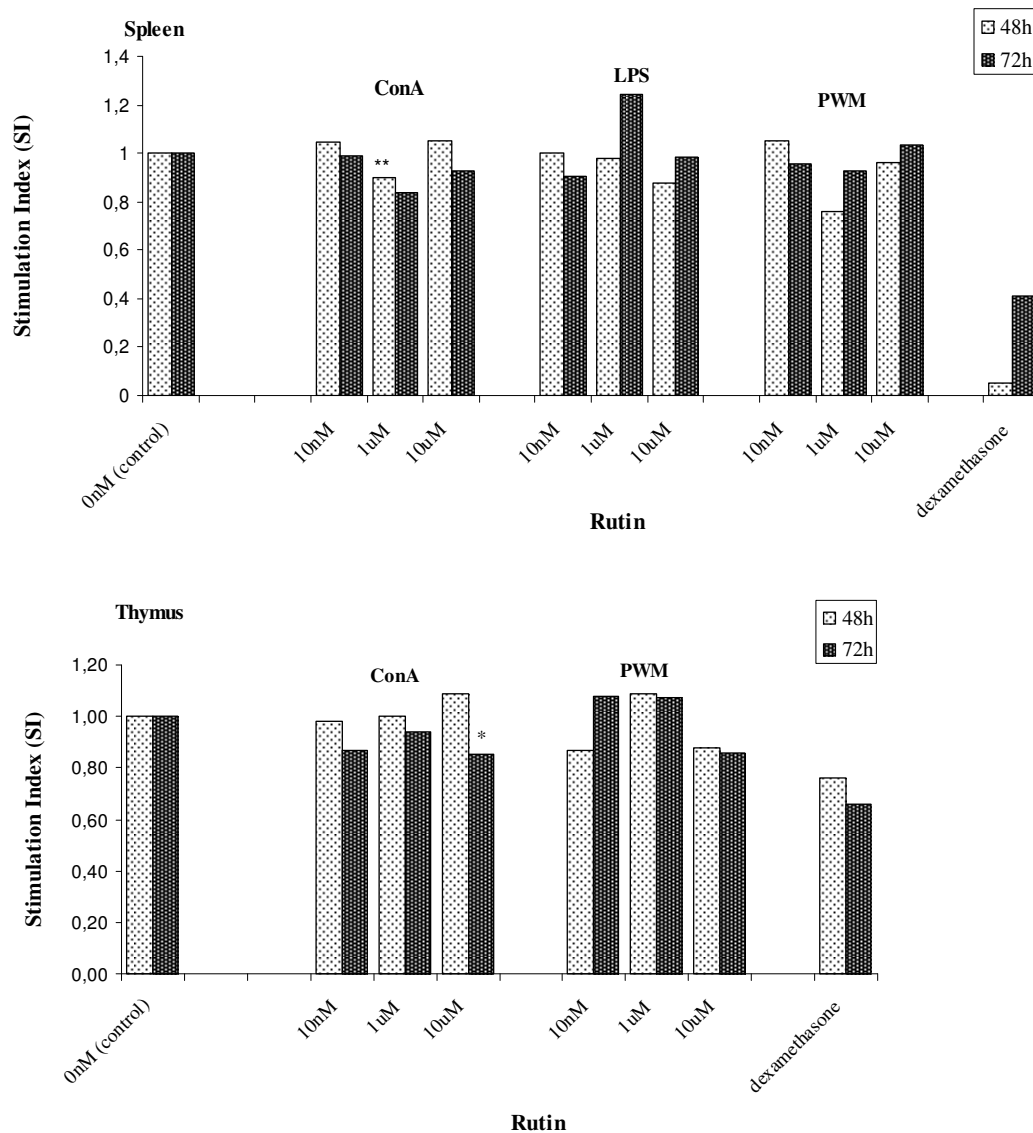 Spleen
48h
72h
Stimulation Index (SI)
1,4
1,2
1
0,8
0,6
0,4
0,2
0
ConA
LPS
PWM
**
0nM (control)
10nM
1uM
10uM
10nM
1uM
10uM
10nM
1uM
10uM
dexamethasone
Rutin
Thymus
48h
72h
Stimulation Index (SI)
1,20
1,00
0,80
0,60
0,40
0,20
0,00
ConA
PWM
*
0nM (control)
10nM
1uM
10uM
10nM
1uM
10uM
dexamethasone
Rutin